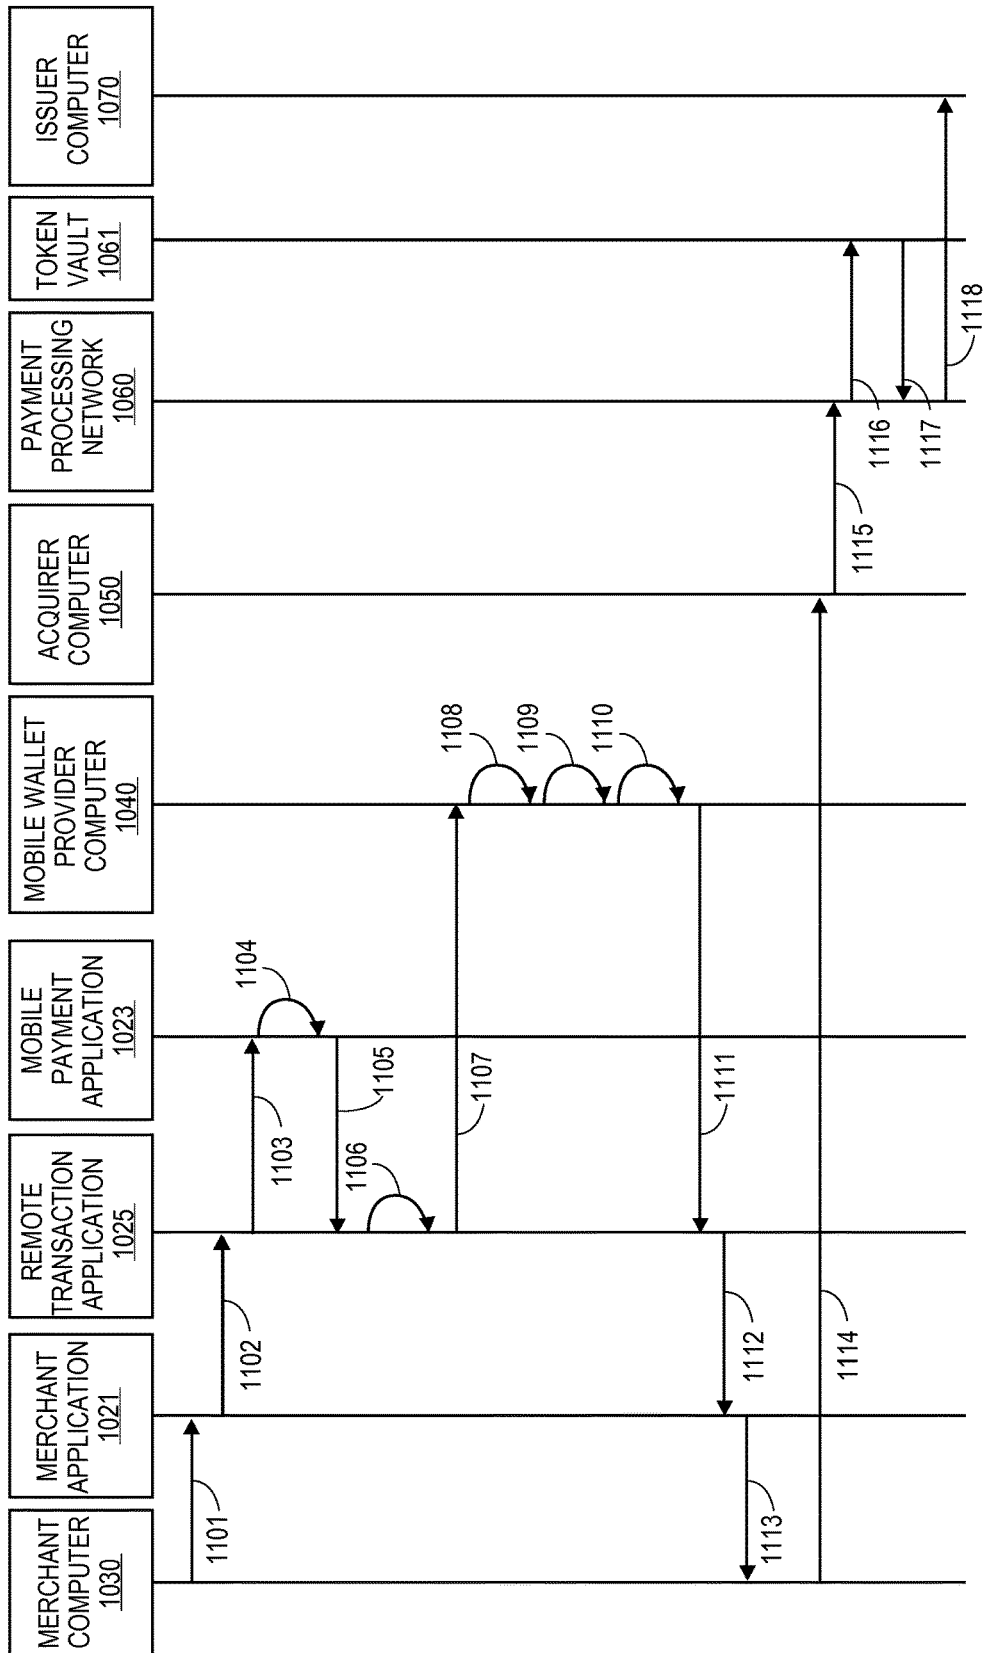 MERCHANT
COMPUTER
1030
MERCHANT
APPLICATION
1021
REMOTE
TRANSACTION
APPLICATION
1025
MOBILE
PAYMENT
APPLICATION
1023
MOBILE WALLET
PROVIDER
COMPUTER
1040
ACQUIRER
COMPUTER
1050
PAYMENT
PROCESSING
NETWORK
1060
TOKEN
VAULT
1061
ISSUER
COMPUTER
1070
1101
1102
1103
1104
1105
1106
1107
1108
1109
1110
1111
1112
1113
1114
1115
1116
1117
1118